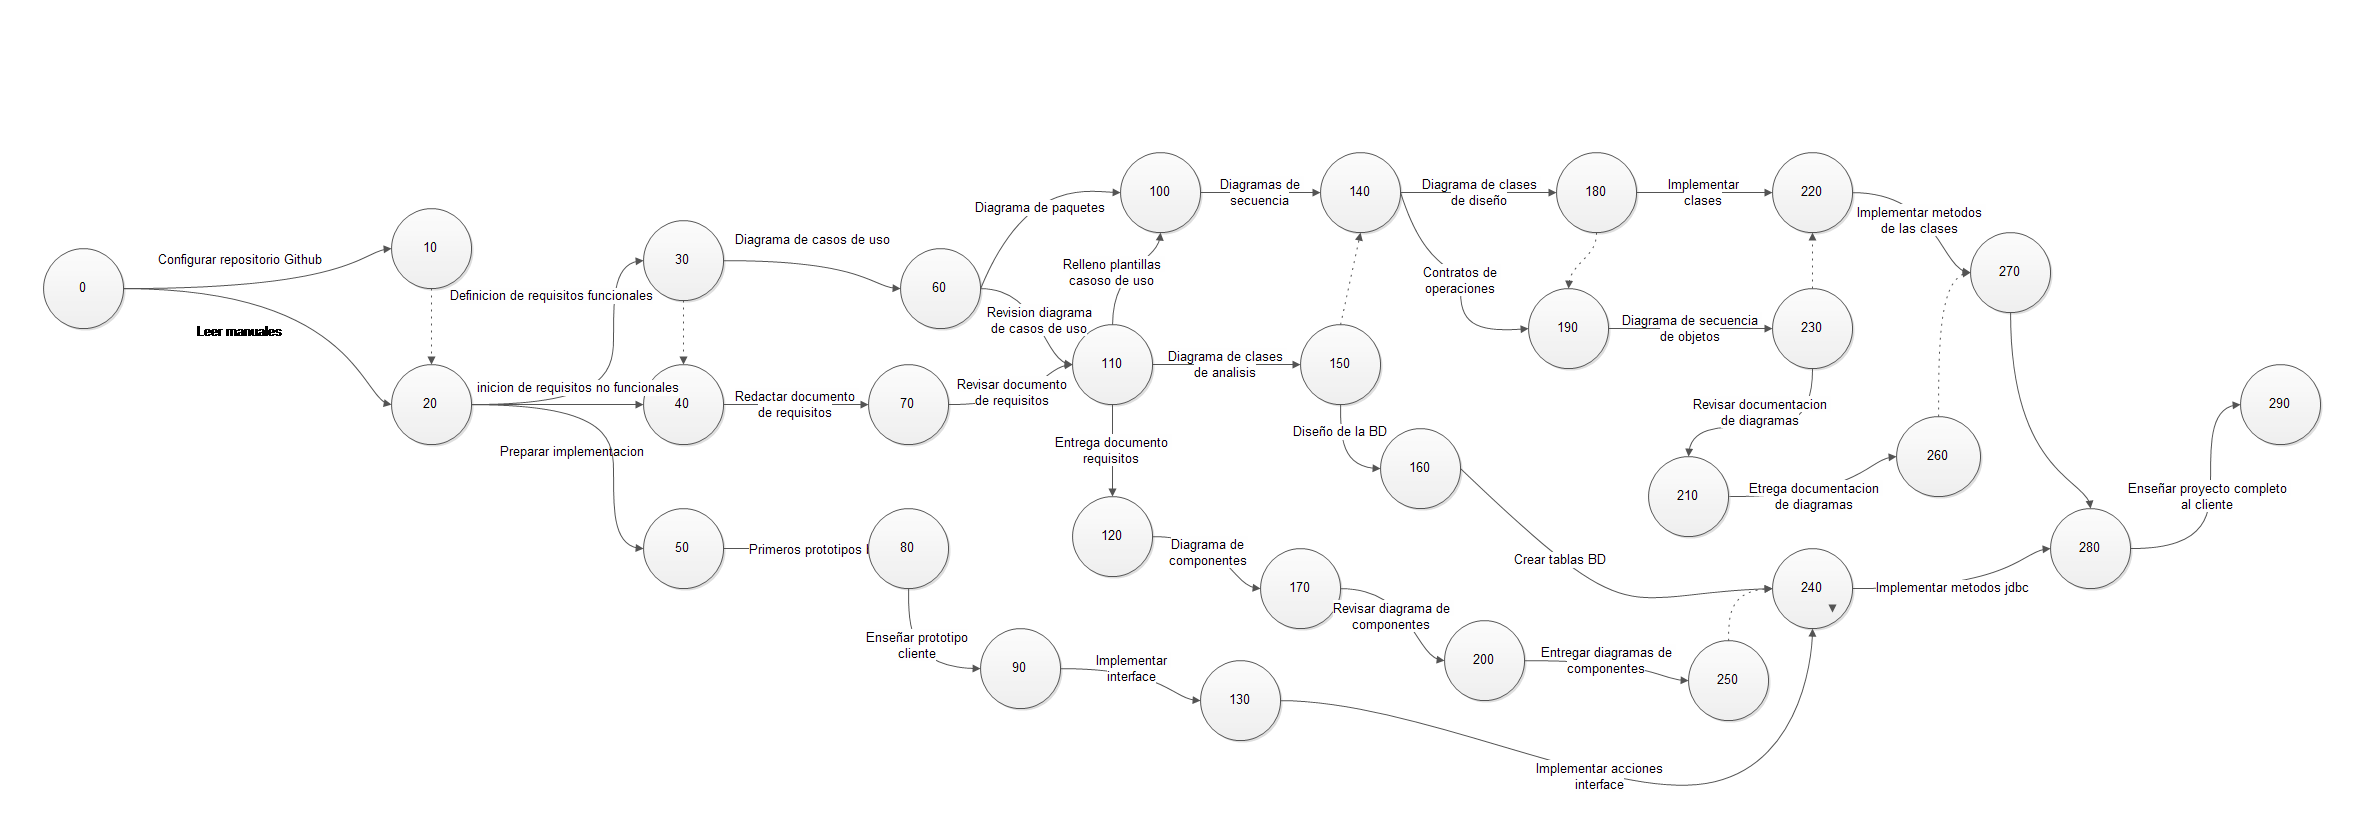 0
Configurar repositorio Github
Leer manuales
10
20
Definicion de requisitos funcionales
inicion de requisitos no funcionales
Preparar implementacion
30
40
50
Diagrama de casos de uso
Redactar documento
de requisitos
Primeros prototipos
60
70
80
Diagrama de paquetes
Revision diagrama
de casos de uso
Revisar documento
de requisitos
Enseñar prototipo
cliente
90
100
Relleno plantillas
casoso de uso
110
Entrega documento
requisitos
120
Implementar
interface
130
Diagramas de
secuencia
Diagrama de clases
de analisis
Diagrama de
componentes
140
150
Diseño de la BD
160
170
Revisar diagrama de
componentes
Diagrama de clases
de diseño
Contratos de
operaciones
180
190
200
Crear tablas BD
Entregar diagramas de
componentes
Implementar acciones
interface
Implementar
clases
Diagrama de secuencia
de objetos
Revisar documentacion
de diagramas
210
250
220
230
240
Etrega documentacion
de diagramas
260
Implementar metodos
de las clases
270
Implementar metodos jdbc
280
Enseñar proyecto completo
al cliente
290